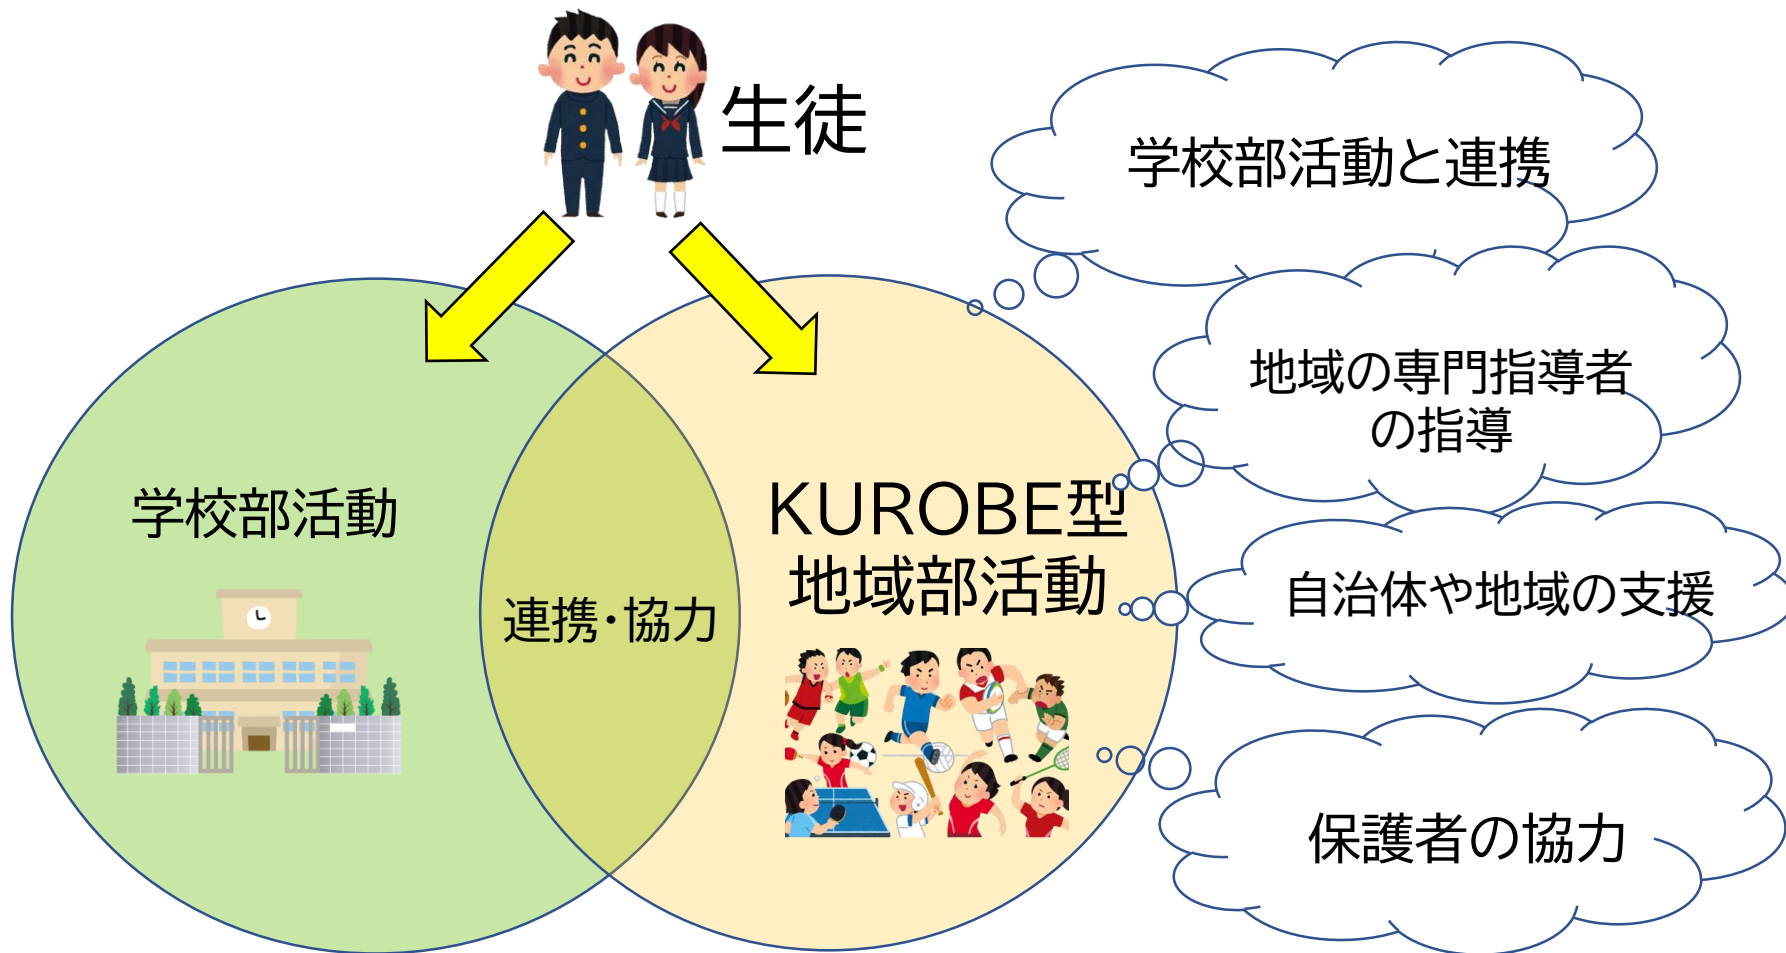 生徒
学校部活動と連携
地域の専門指導者
の指導
学校部活動
KUROBE型
地域部活動
連携・協力
自治体や地域の支援
保護者の協力